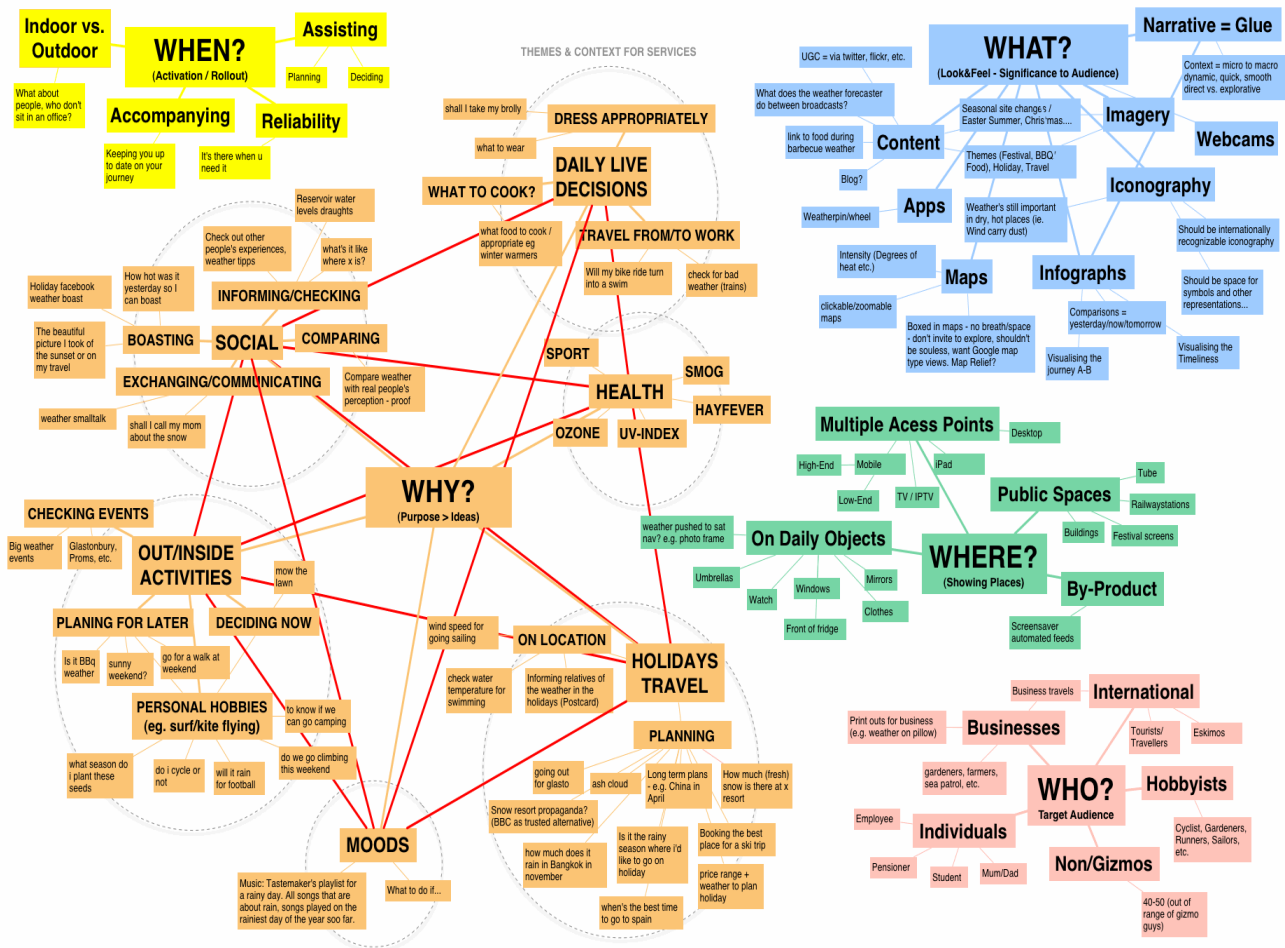 Indoor vs.
Outdoor
What about
people, who don't
sit in an office?
WHEN?
(Activation / Rollout)
Assisting
Planning
Deciding
Accompanying
Keeping you up
to date on your
journey
Reliability
It's there when u
need it
THEMES & CONTEXT FOR SERVICES
shall I take my brolly
DRESS APPROPRIATELY
what to wear
DAILY LIVE
DECISIONS
WHAT TO COOK?
what food to cook /
appropriate eg
winter warmers
TRAVEL FROM/TO WORK
Will my bike ride turn
into a swim
check for bad
weather (trains)
Reservoir water
levels draughts
Check out other
people's experiences,
weather tipps
what's it like
where x is?
How hot was it
yesterday so I
can boast
Holiday facebook
weather boast
INFORMING/CHECKING
The beautiful
picture I took of
the sunset or on
my travel
BOASTING
SOCIAL
COMPARING
EXCHANGING/COMMUNICATING
Compare weather
with real people's
perception - proof
weather smalltalk
shall I call my mom
about the snow
SPORT
SMOG
HEALTH
HAYFEVER
OZONE
UV-INDEX
WHY?
(Purpose > Ideas)
CHECKING EVENTS
Big weather
events
Glastonbury,
Proms, etc.
OUT/INSIDE
ACTIVITIES
mow the
lawn
PLANING FOR LATER
DECIDING NOW
Is it BBq
weather
sunny
weekend?
go for a walk at
weekend
PERSONAL HOBBIES
(eg. surf/kite flying)
to know if we
can go camping
what season do
i plant these
seeds
do i cycle or
not
will it rain
for football
do we go climbing
this weekend
MOODS
Music: Tastemaker's playlist for
a rainy day. All songs that are
about rain, songs played on the
rainiest day of the year soo far.
What to do if...
wind speed for
going sailing
ON LOCATION
HOLIDAYS
TRAVEL
check water
temperature for
swimming
Informing relatives of
the weather in the
holidays (Postcard)
PLANNING
going out
for glasto
ash cloud
Long term plans
- e.g. China in
April
How much (fresh)
snow is there at x
resort
Snow resort propaganda?
(BBC as trusted alternative)
Is it the rainy
season where i'd
like to go on
holiday
Booking the best
place for a ski trip
how much does it
rain in Bangkok in
november
price range +
weather to plan
holiday
when's the best time
to go to spain
WHAT?
(Look&Feel - Significance to Audience)
Narrative = Glue
Context = micro to macro
dynamic, quick, smooth
direct vs. explorative
UGC = via twitter, flickr, etc.
What does the weather forecaster
do between broadcasts?
link to food during
barbecue weather
Content
Blog?
Seasonal site changes /
Easter Summer, Christmas....
Imagery
Webcams
Themes (Festival, BBQ /
Food), Holiday, Travel
Iconography
Apps
Weatherpin/wheel
Weather's still important
in dry, hot places (ie.
Wind carry dust)
Should be internationally
recognizable iconography
Should be space for
symbols and other
representations...
Intensity (Degrees of
heat etc.)
Maps
clickable/zoomable
maps
Boxed in maps - no breath/space
- don't invite to explore, shouldn't
be souless, want Google map
type views. Map Relief?
Infographs
Comparisons =
yesterday/now/tomorrow
Visualising the
journey A-B
Visualising the
Timeliness
Multiple Acess Points
Desktop
High-End
Mobile
iPad
Low-End
TV / IPTV
Public Spaces
Tube
Railwaystations
Buildings
Festival screens
weather pushed to sat
nav? e.g. photo frame
On Daily Objects
WHERE?
(Showing Places)
Umbrellas
Watch
Windows
Mirrors
Clothes
Front of fridge
By-Product
Screensaver
automated feeds
Business travels
International
Print outs for business
(e.g. weather on pillow)
Businesses
Tourists/
Travellers
Eskimos
gardeners, farmers,
sea patrol, etc.
WHO?
Target Audience
Hobbyists
Cyclist, Gardeners,
Runners, Sailors,
etc.
Employee
Individuals
Pensioner
Student
Mum/Dad
Non/Gizmos
40-50 (out of
range of gizmo
guys)